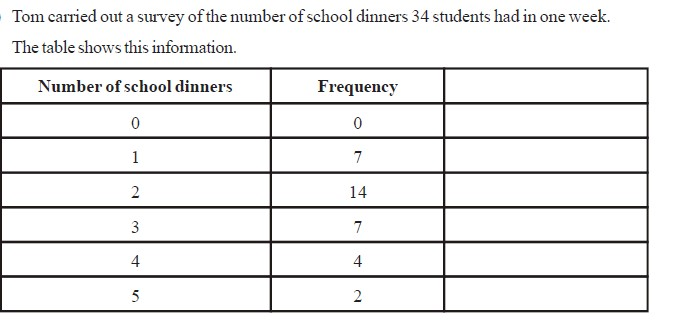 Tom carried out a survey of the number of school dinners 34 students had in one week.
The table shows this information.
Number of school dinners Frequency
0 0
1 7
2 14
3 7
4 4
5 2